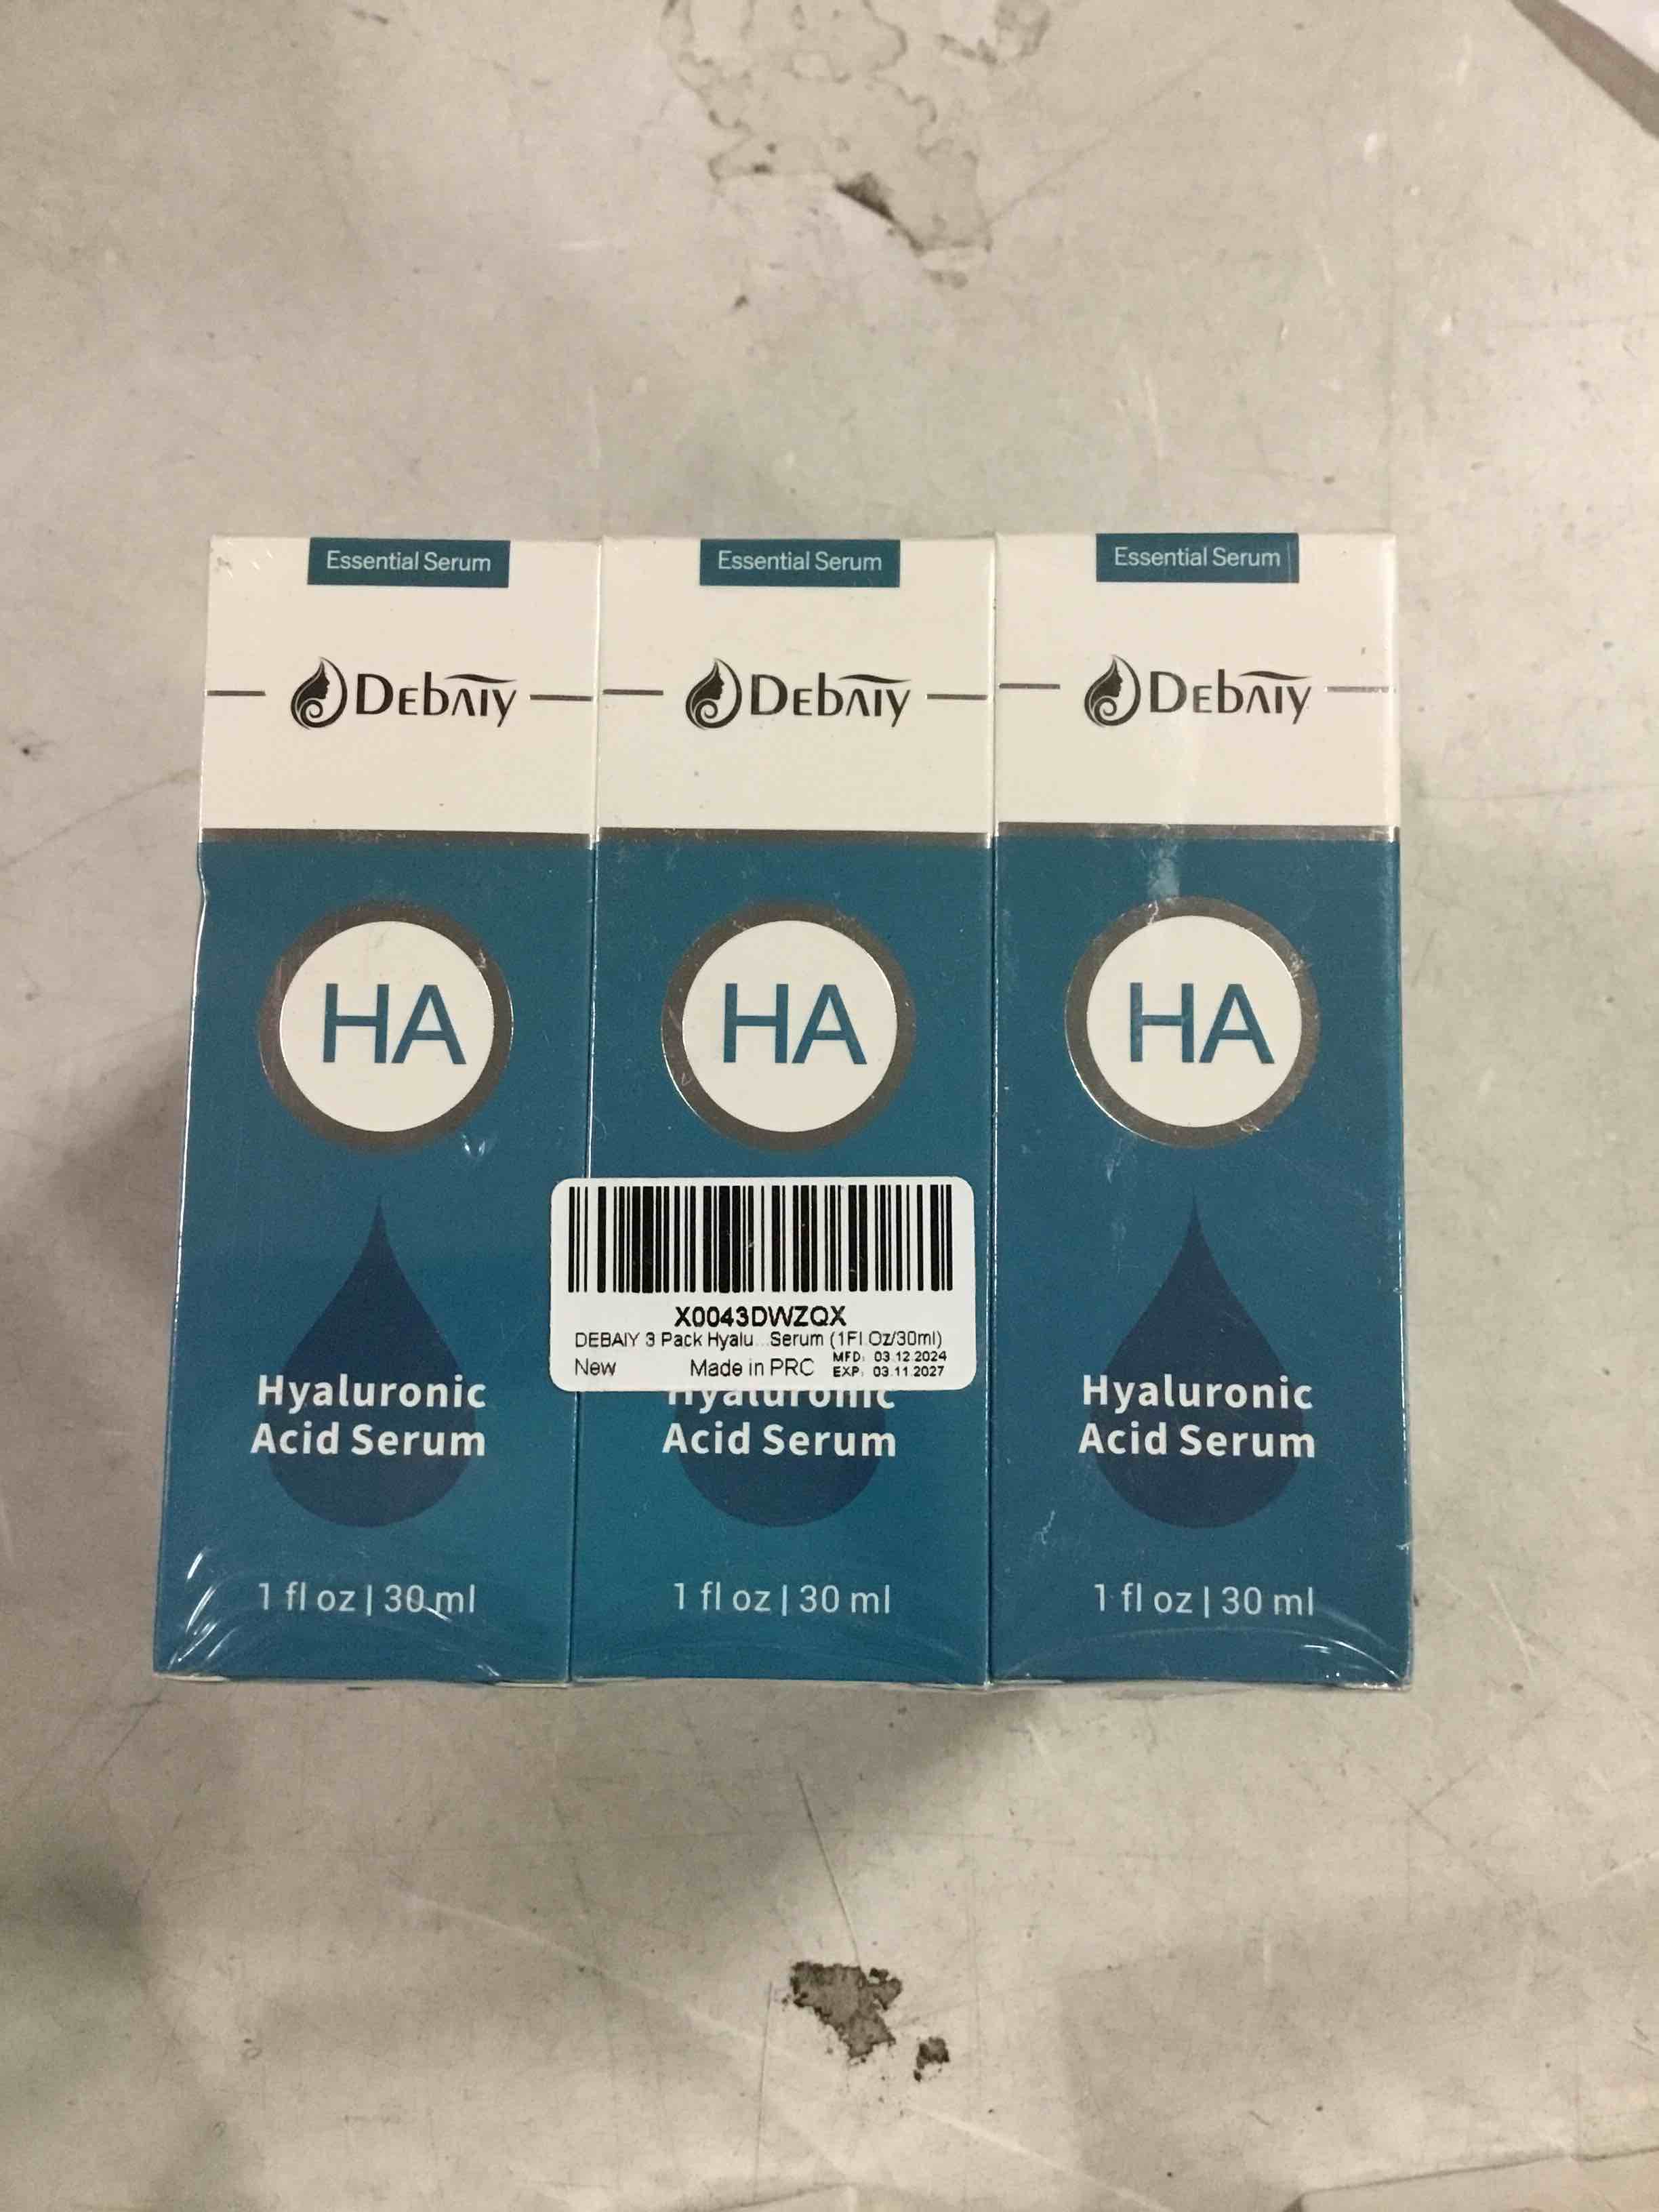 Essential Serum
DEBAIY
HA
Hyaluronic
Acid Serum
1 fl oz | 30 ml
Essential Serum
DEBAIY
HA
X0043DWZQX
DEBAIY 3 Pack Hyalu...Serum (1Fl.Oz/30ml)
New Made in PRC MFD: 03.12.2024
EXP: 03.11.2027
Hyaluronic
Acid Serum
1 fl oz | 30 ml
Essential Serum
DEBAIY
HA
Hyaluronic
Acid Serum
1 fl oz | 30 ml